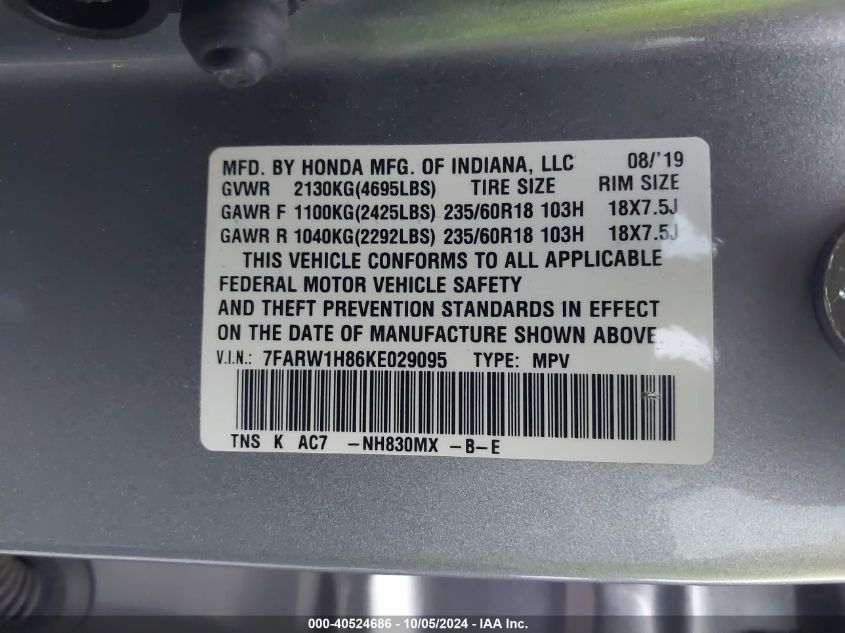 MFD. BY HONDA MFG. OF INDIANA, LLC 08/'19
GVWR 2130KG(4695LBS) TIRE SIZE RIM SIZE
GAWR F 1100KG(2425LBS) 235/60R18 103H 18X7.5J
GAWR R 1040KG(2292LBS) 235/60R18 103H 18X7.5J
THIS VEHICLE CONFORMS TO ALL APPLICABLE
FEDERAL MOTOR VEHICLE SAFETY
AND THEFT PREVENTION STANDARDS IN EFFECT
ON THE DATE OF MANUFACTURE SHOWN ABOVE.
V.I.N.: 7FARW1H86KE029095 TYPE: MPV
TNS K AC7 -NH830MX -B-E
000-40524686 - 10/05/2024 - IAA Inc.